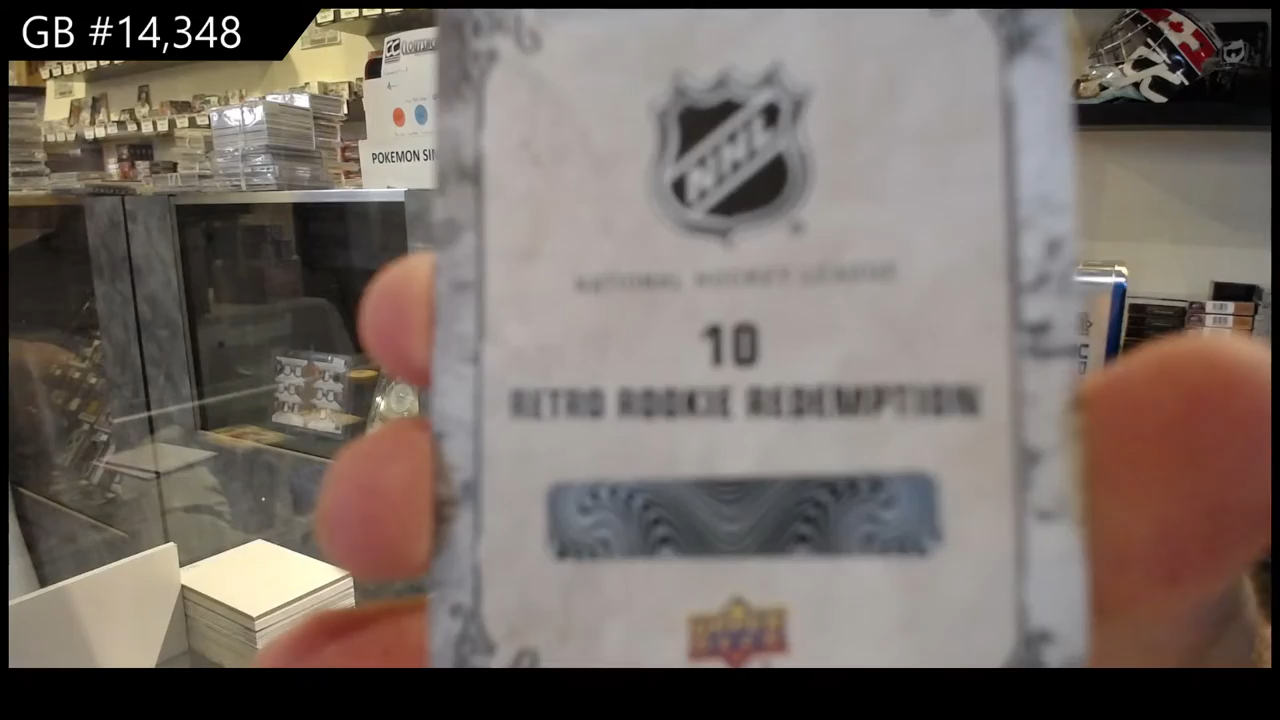 GB #14,348
POKEMON SIN
NHL
NATIONAL HOCKEY LEAGUE
10
RETRO ROOKIE REDEMPTION